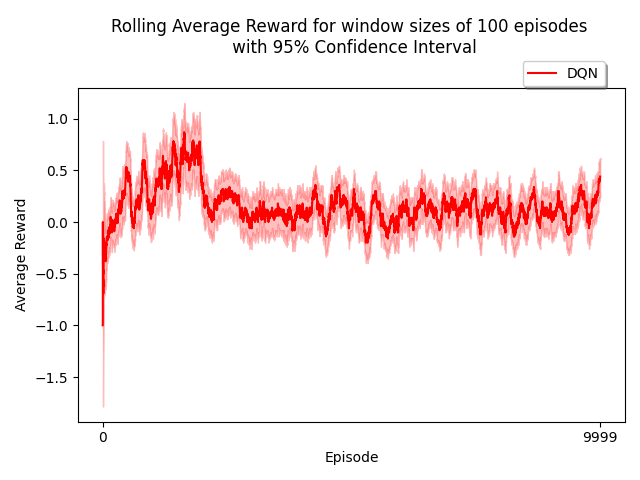 Rolling Average Reward for window sizes of 100 episodes
with 95% Confidence Interval
DQN
1.0
0.5
0.0
−0.5
−1.0
−1.5
Average Reward
0
9999
Episode